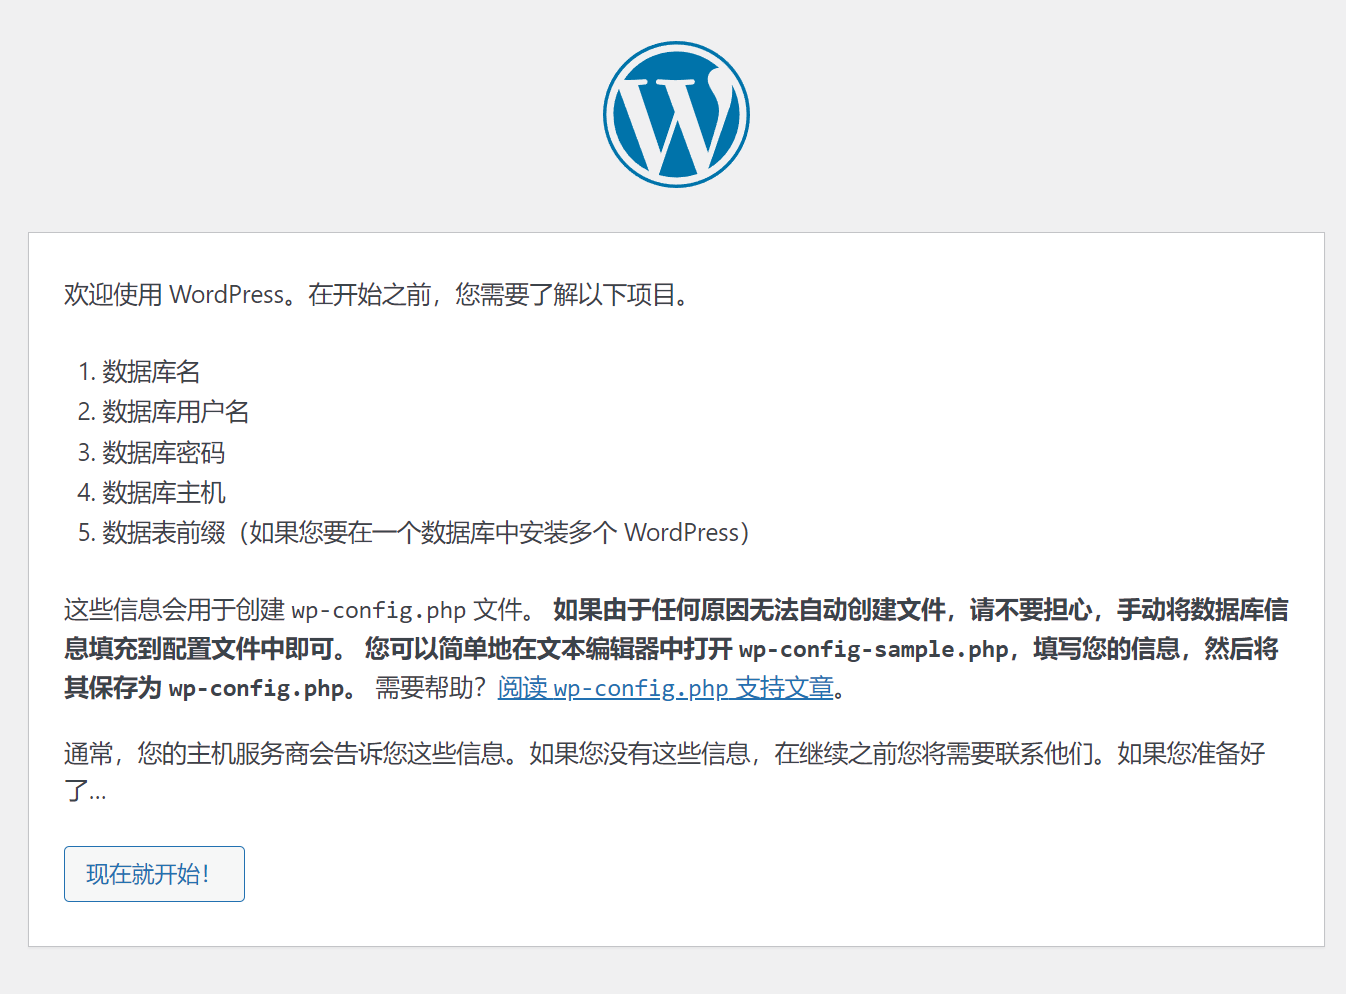 欢迎使用 WordPress。在开始之前，您需要了解以下项目。
1. 数据库名
2. 数据库用户名
3. 数据库密码
4. 数据库主机
5. 数据表前缀（如果您要在一个数据库中安装多个 WordPress）
这些信息会用于创建 wp-config.php 文件。 如果由于任何原因无法自动创建文件，请不要担心，手动将数据库信
息填充到配置文件中即可。 您可以简单地在文本编辑器中打开 wp-config-sample.php，填写您的信息，然后将
其保存为 wp-config.php。 需要帮助？阅读 wp-config.php 支持文章。
通常，您的主机服务商会告诉您这些信息。如果您没有这些信息，在继续之前您将需要联系他们。如果您准备好
了...
现在就开始！